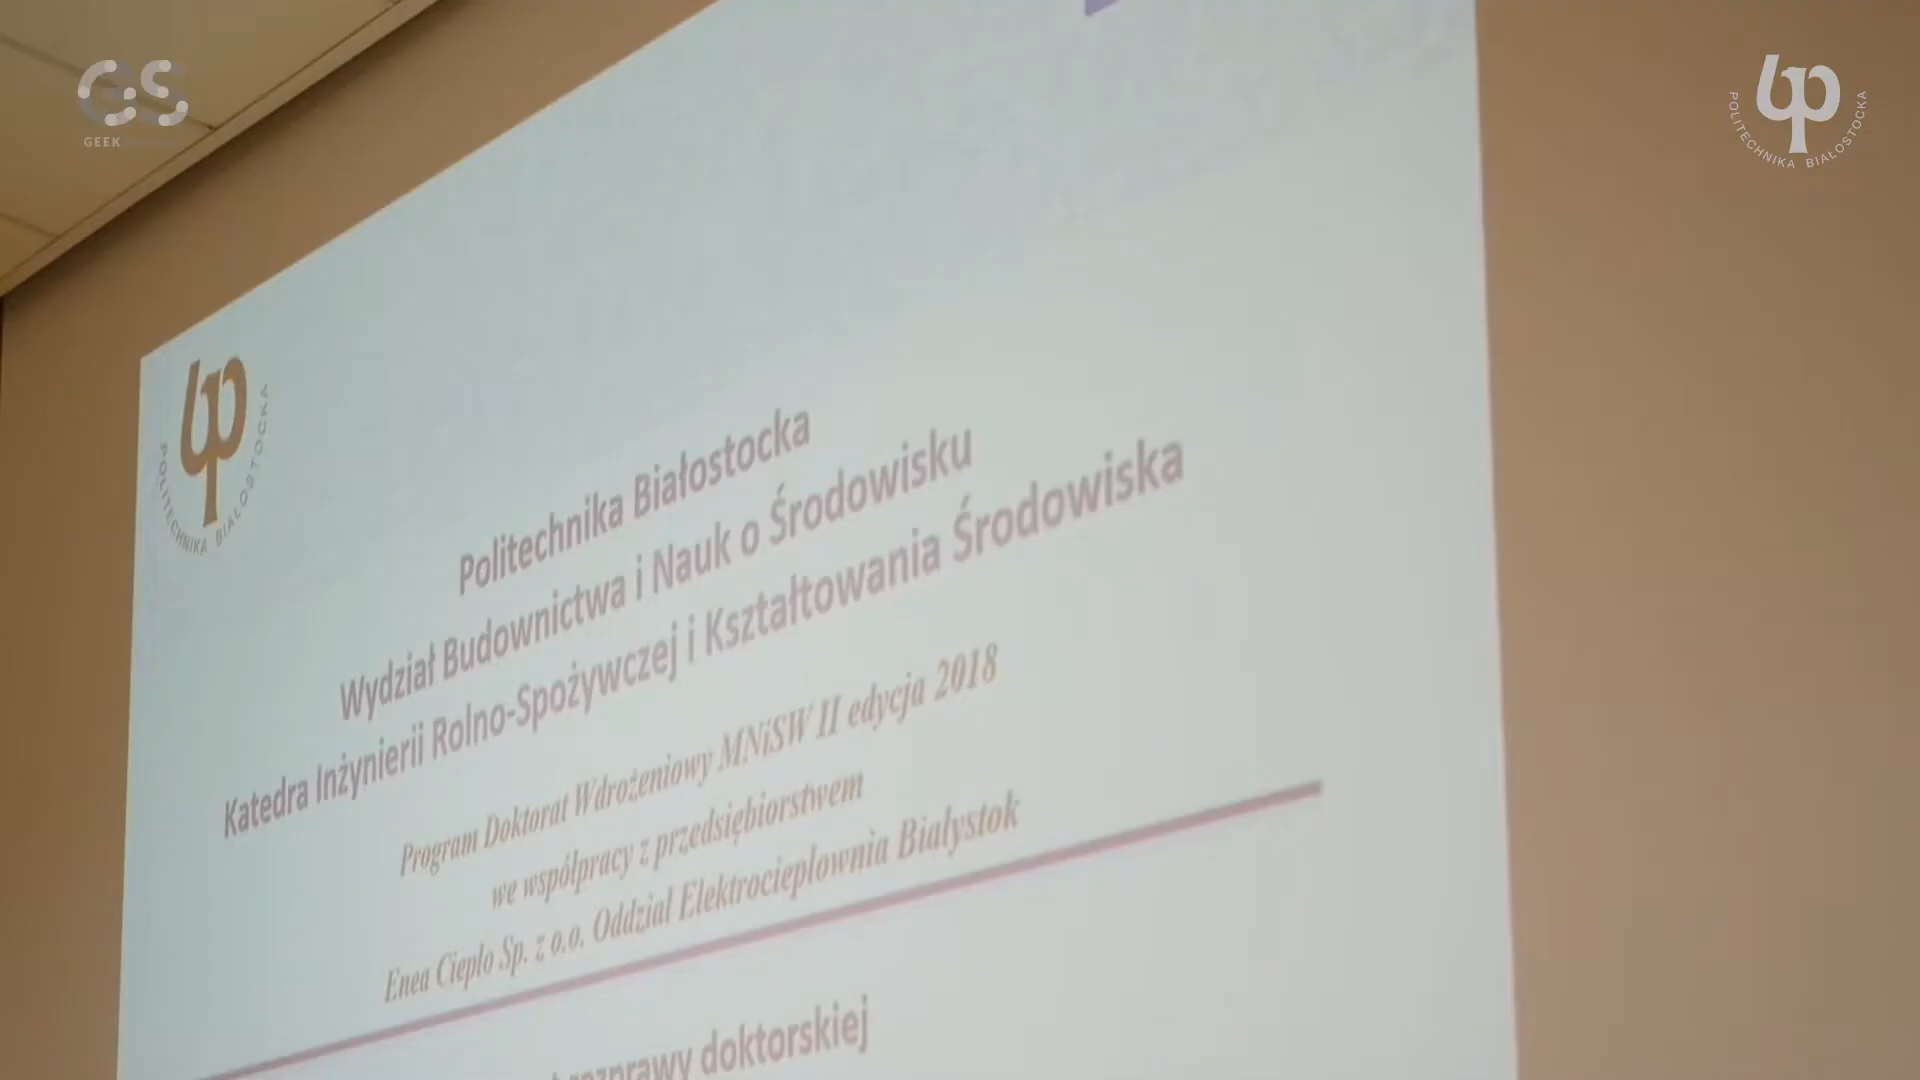 GS
GEEK
POLITECHNIKA BIAŁOSTOCKA
POLITECHNIKA BIAŁOSTOCKA
Politechnika Białostocka
Wydział Budownictwa i Nauk o Środowisku
Katedra Inżynierii Rolno-Spożywczej i Kształtowania Środowiska
Program Doktorat Wdrożeniowy MNiSW II edycja 2018
we współpracy z przedsiębiorstwem
Enea Ciepło Sp. z o.o. Oddział Elektrociepłownia Białystok
rozprawy doktorskiej